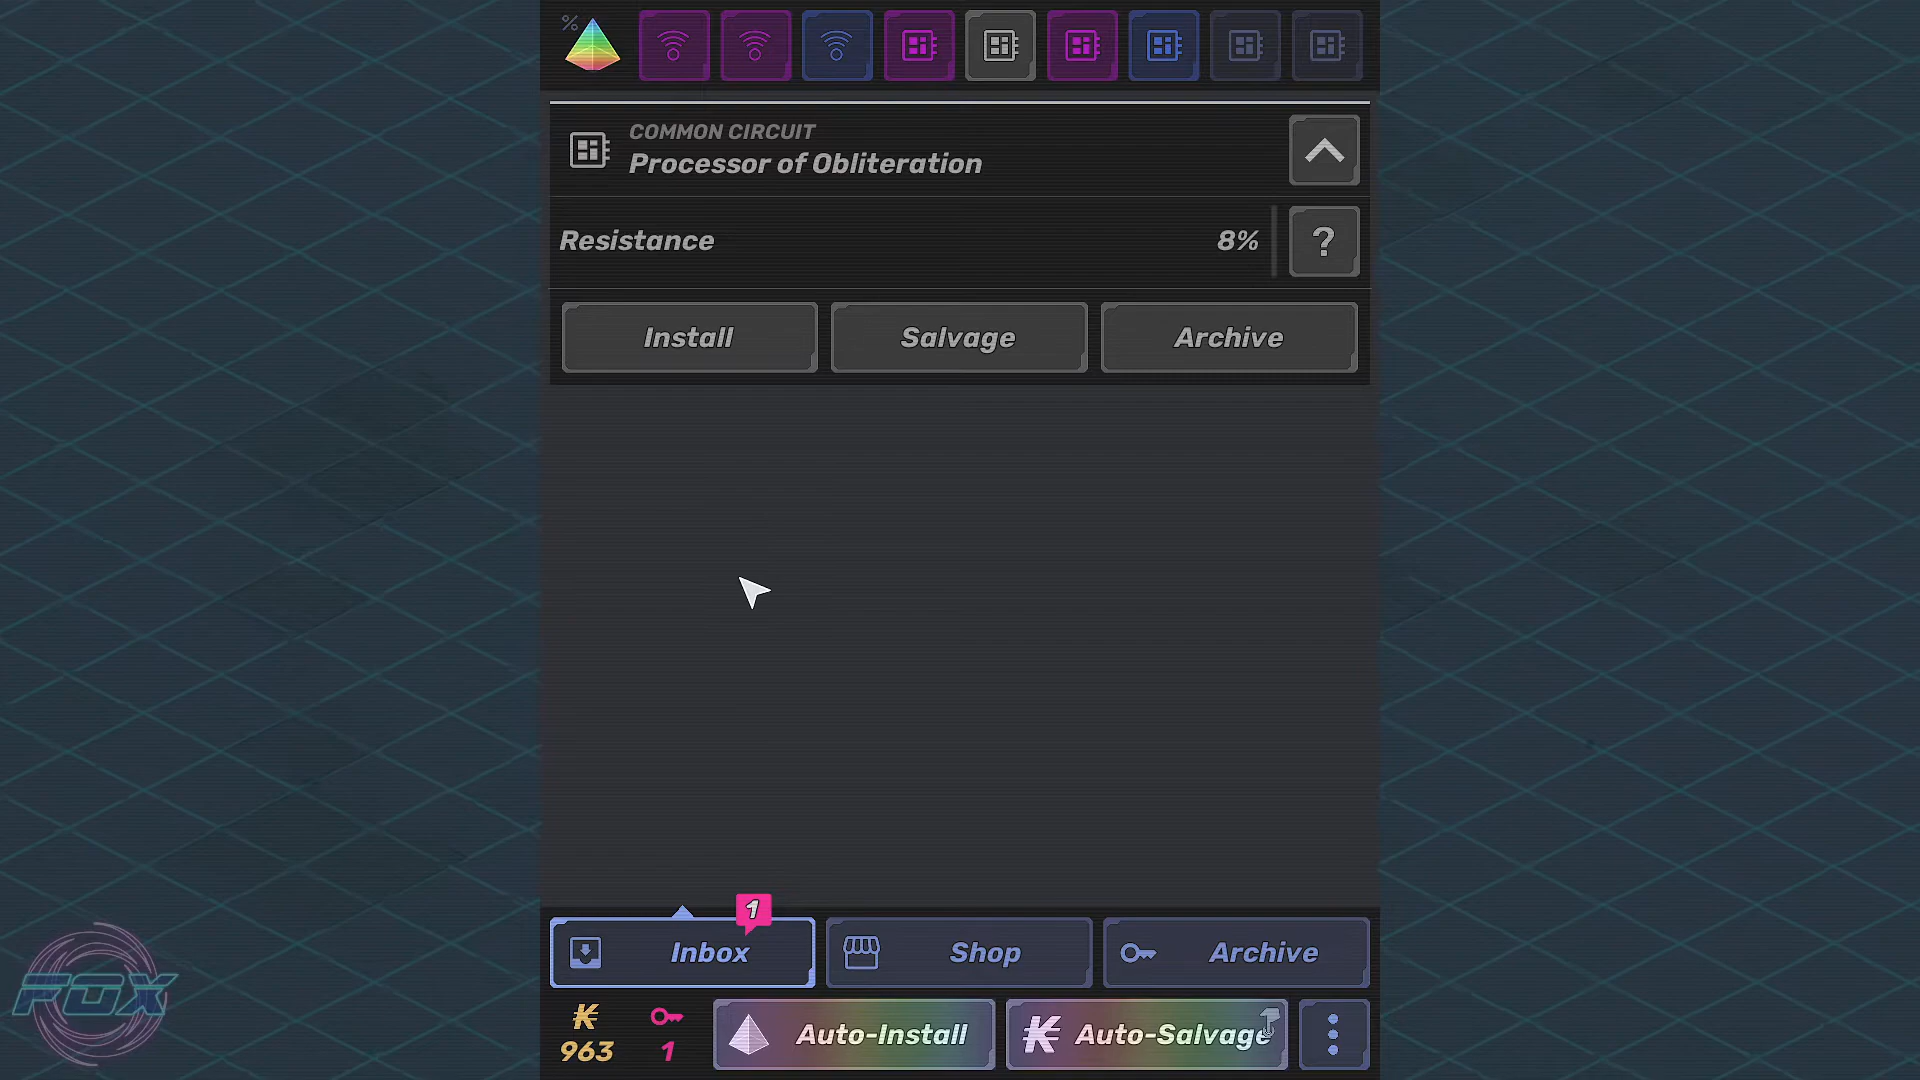 %
COMMON CIRCUIT
Processor of Obliteration
Resistance
8%
?
Install
Salvage
Archive
1
Inbox
Shop
Archive
963
1
Auto-Install
Auto-Salvage
FOX